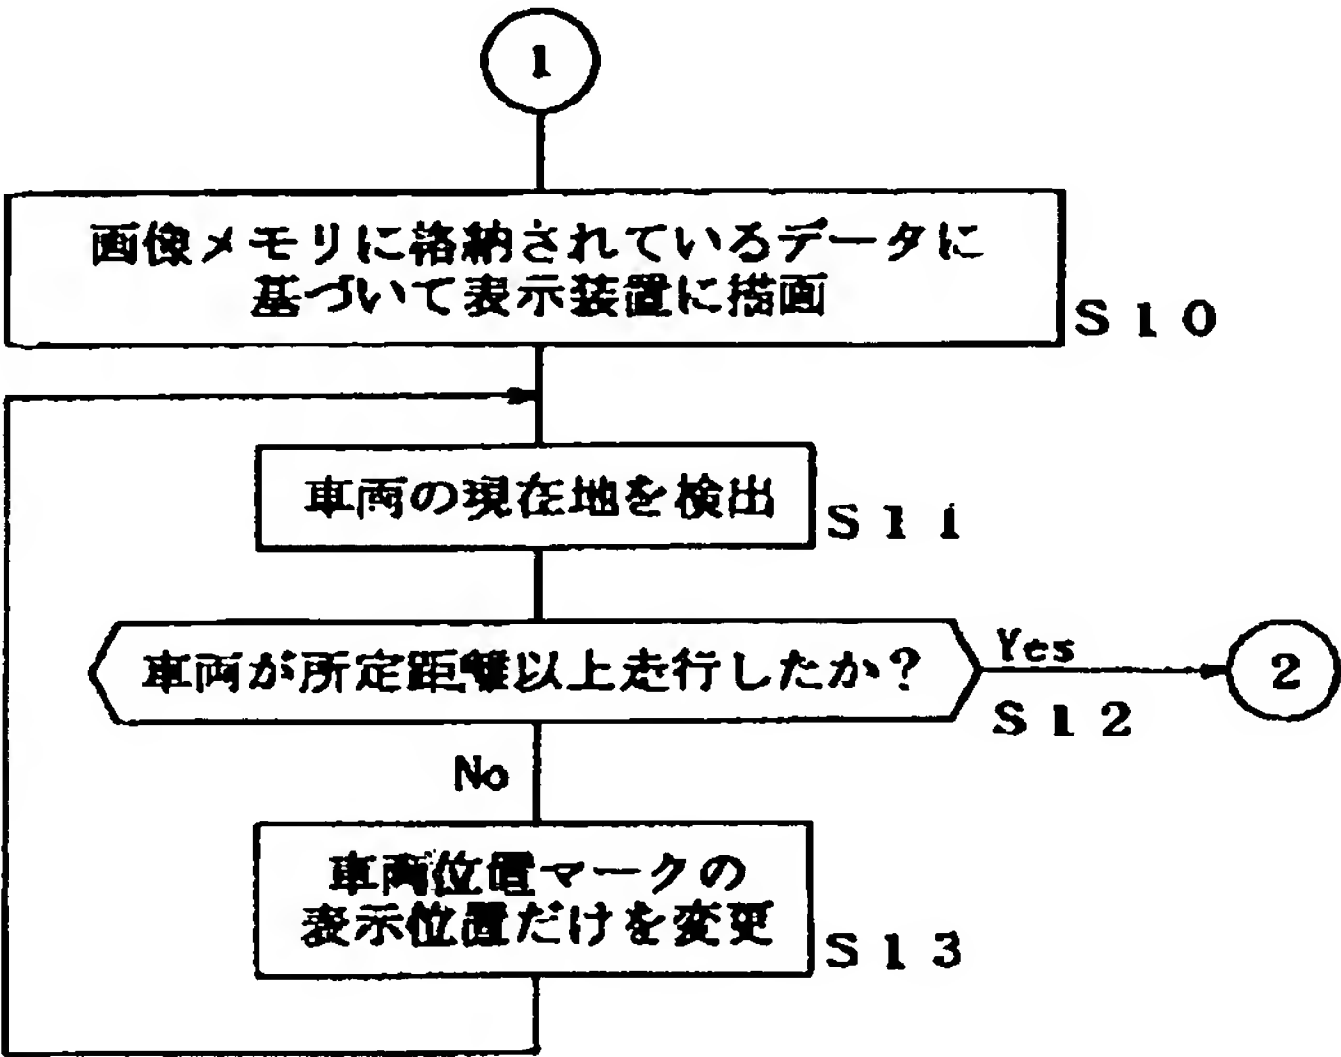 1
画像メモリに格納されているデータに
基づいて表示装置に描画
S10
車両の現在地を検出
S11
車両が所定距離以上走行したか？
Yes
2
S12
No
車両位置マークの
表示位置だけを変更
S13